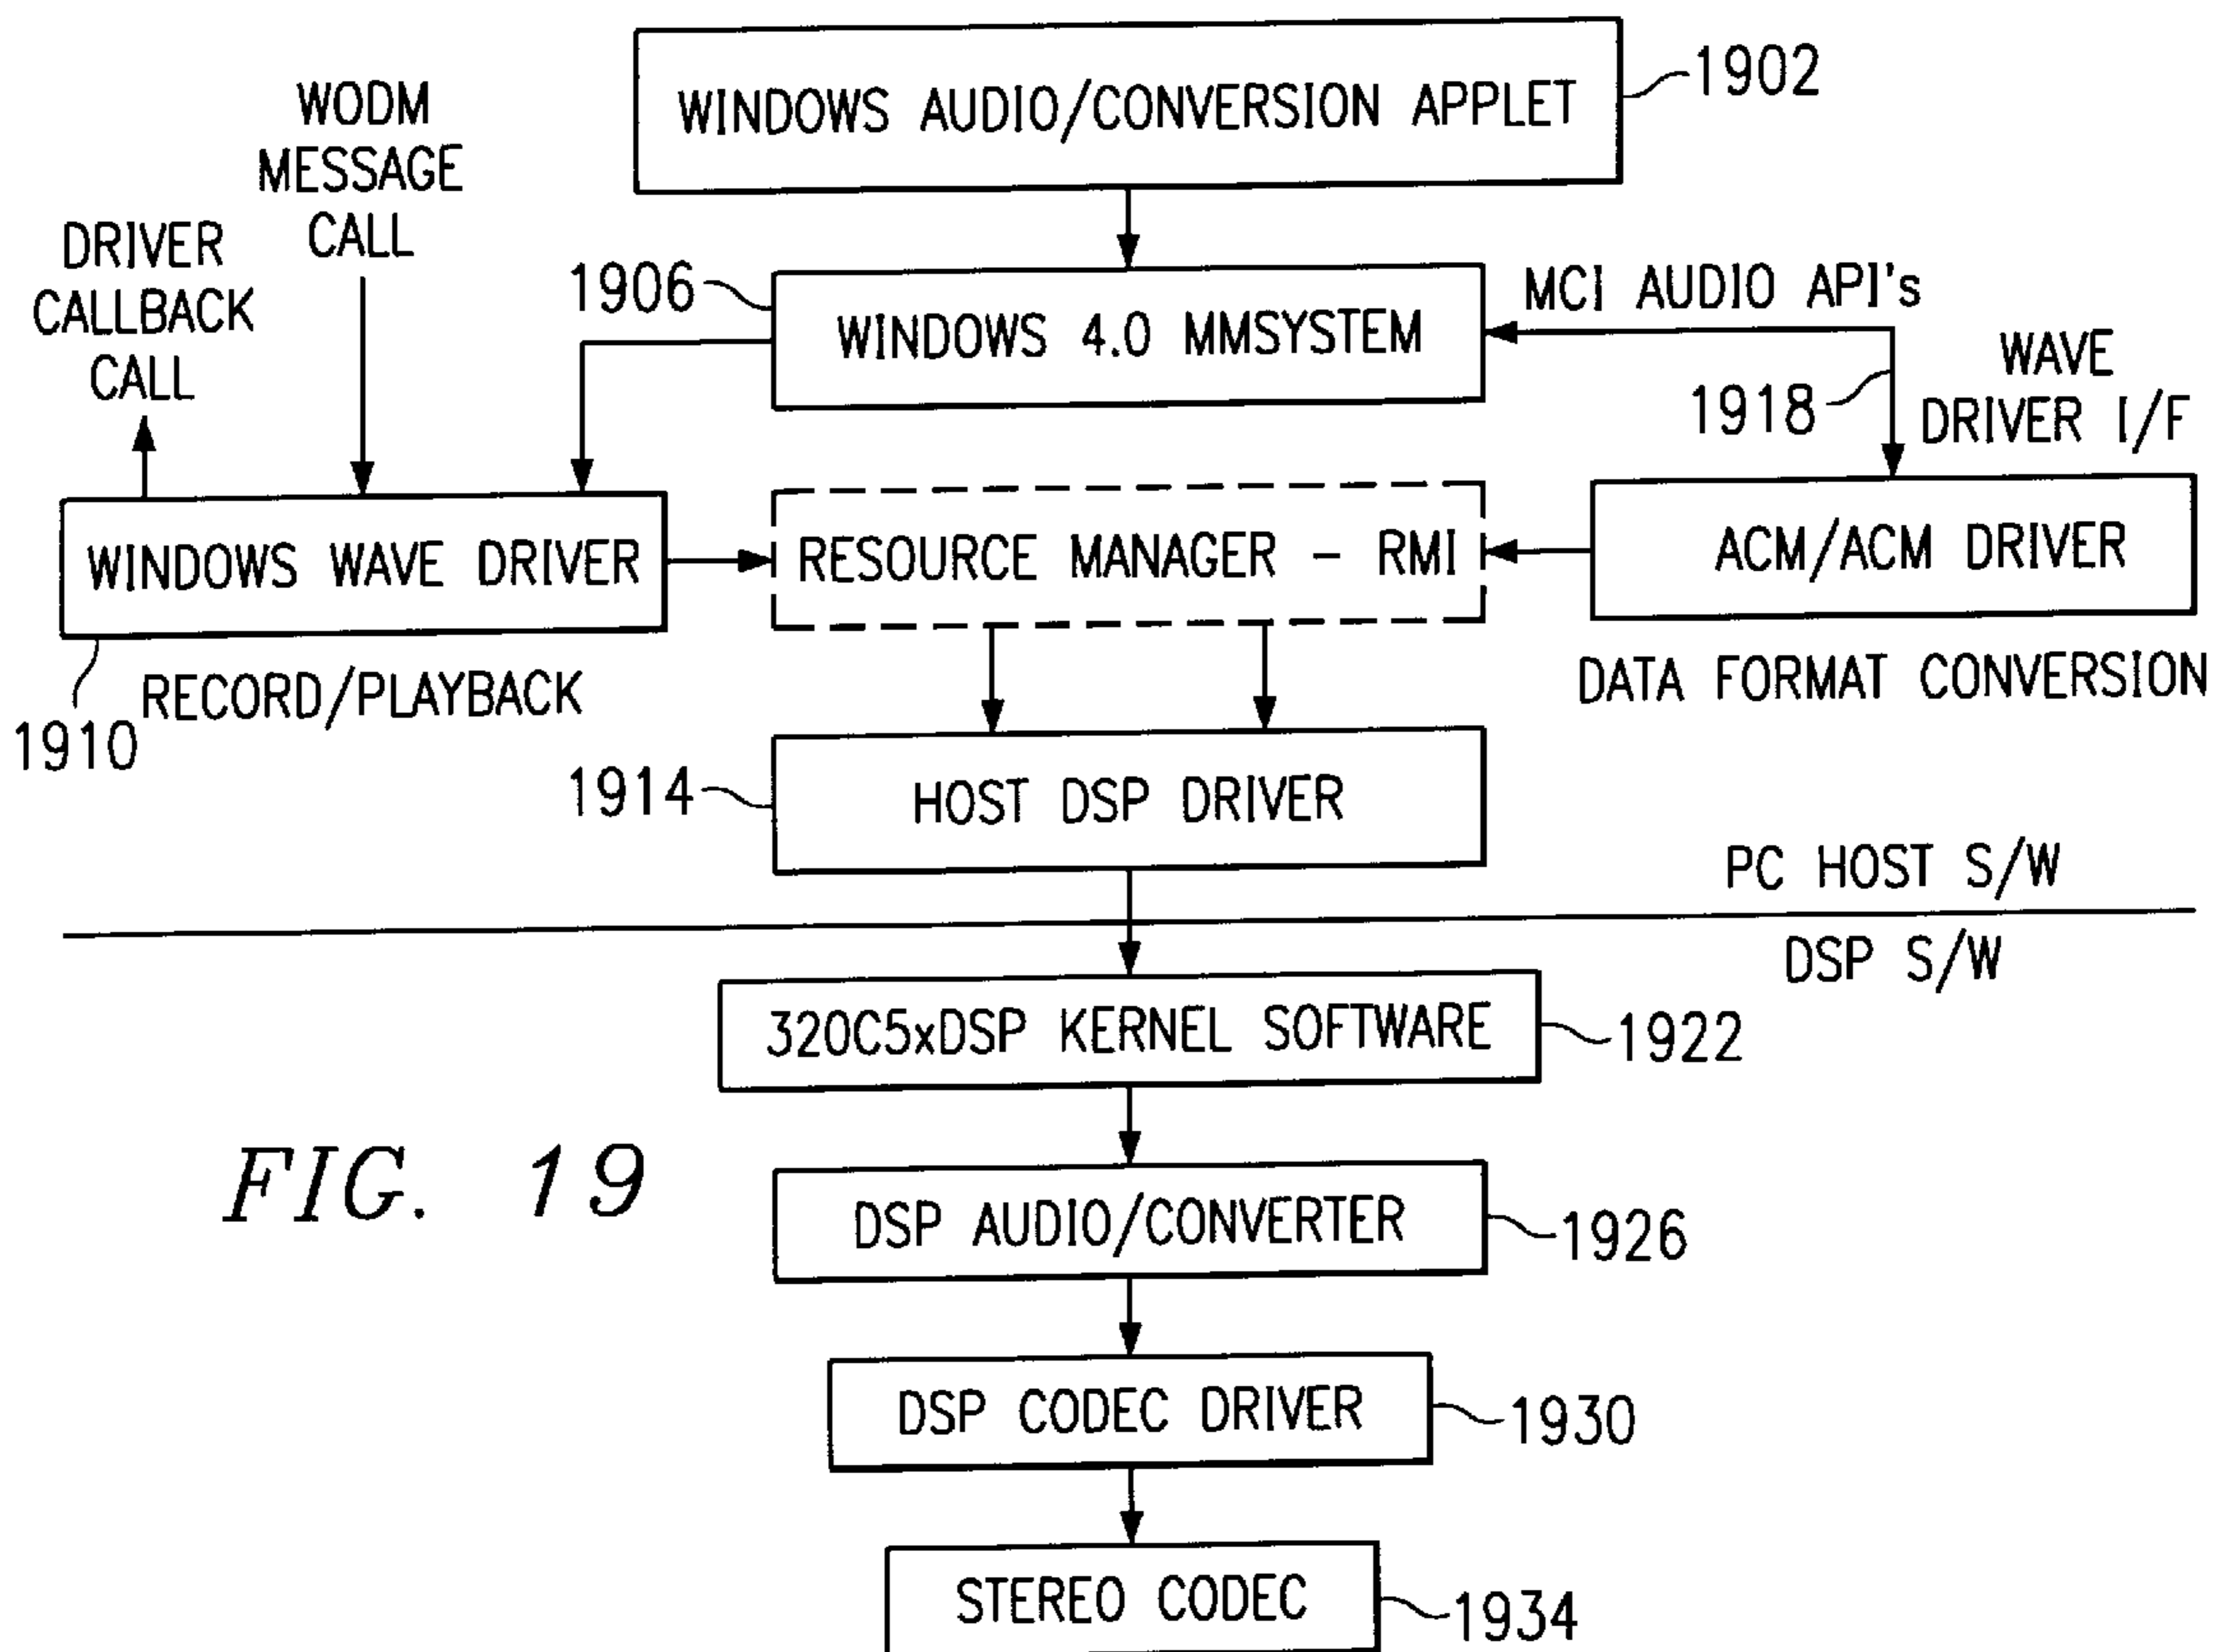 WINDOWS AUDIO/CONVERSION APPLET
1902
WODM
MESSAGE
CALL
DRIVER
CALLBACK
CALL
1906
WINDOWS 4.0 MMSYSTEM
MCI AUDIO API's
1918
WAVE
DRIVER I/F
WINDOWS WAVE DRIVER
RESOURCE MANAGER - RMI
ACM/ACM DRIVER
1910
RECORD/PLAYBACK
DATA FORMAT CONVERSION
1914
HOST DSP DRIVER
PC HOST S/W
DSP S/W
320C5xDSP KERNEL SOFTWARE
1922
FIG. 19
DSP AUDIO/CONVERTER
1926
DSP CODEC DRIVER
1930
STEREO CODEC
1934